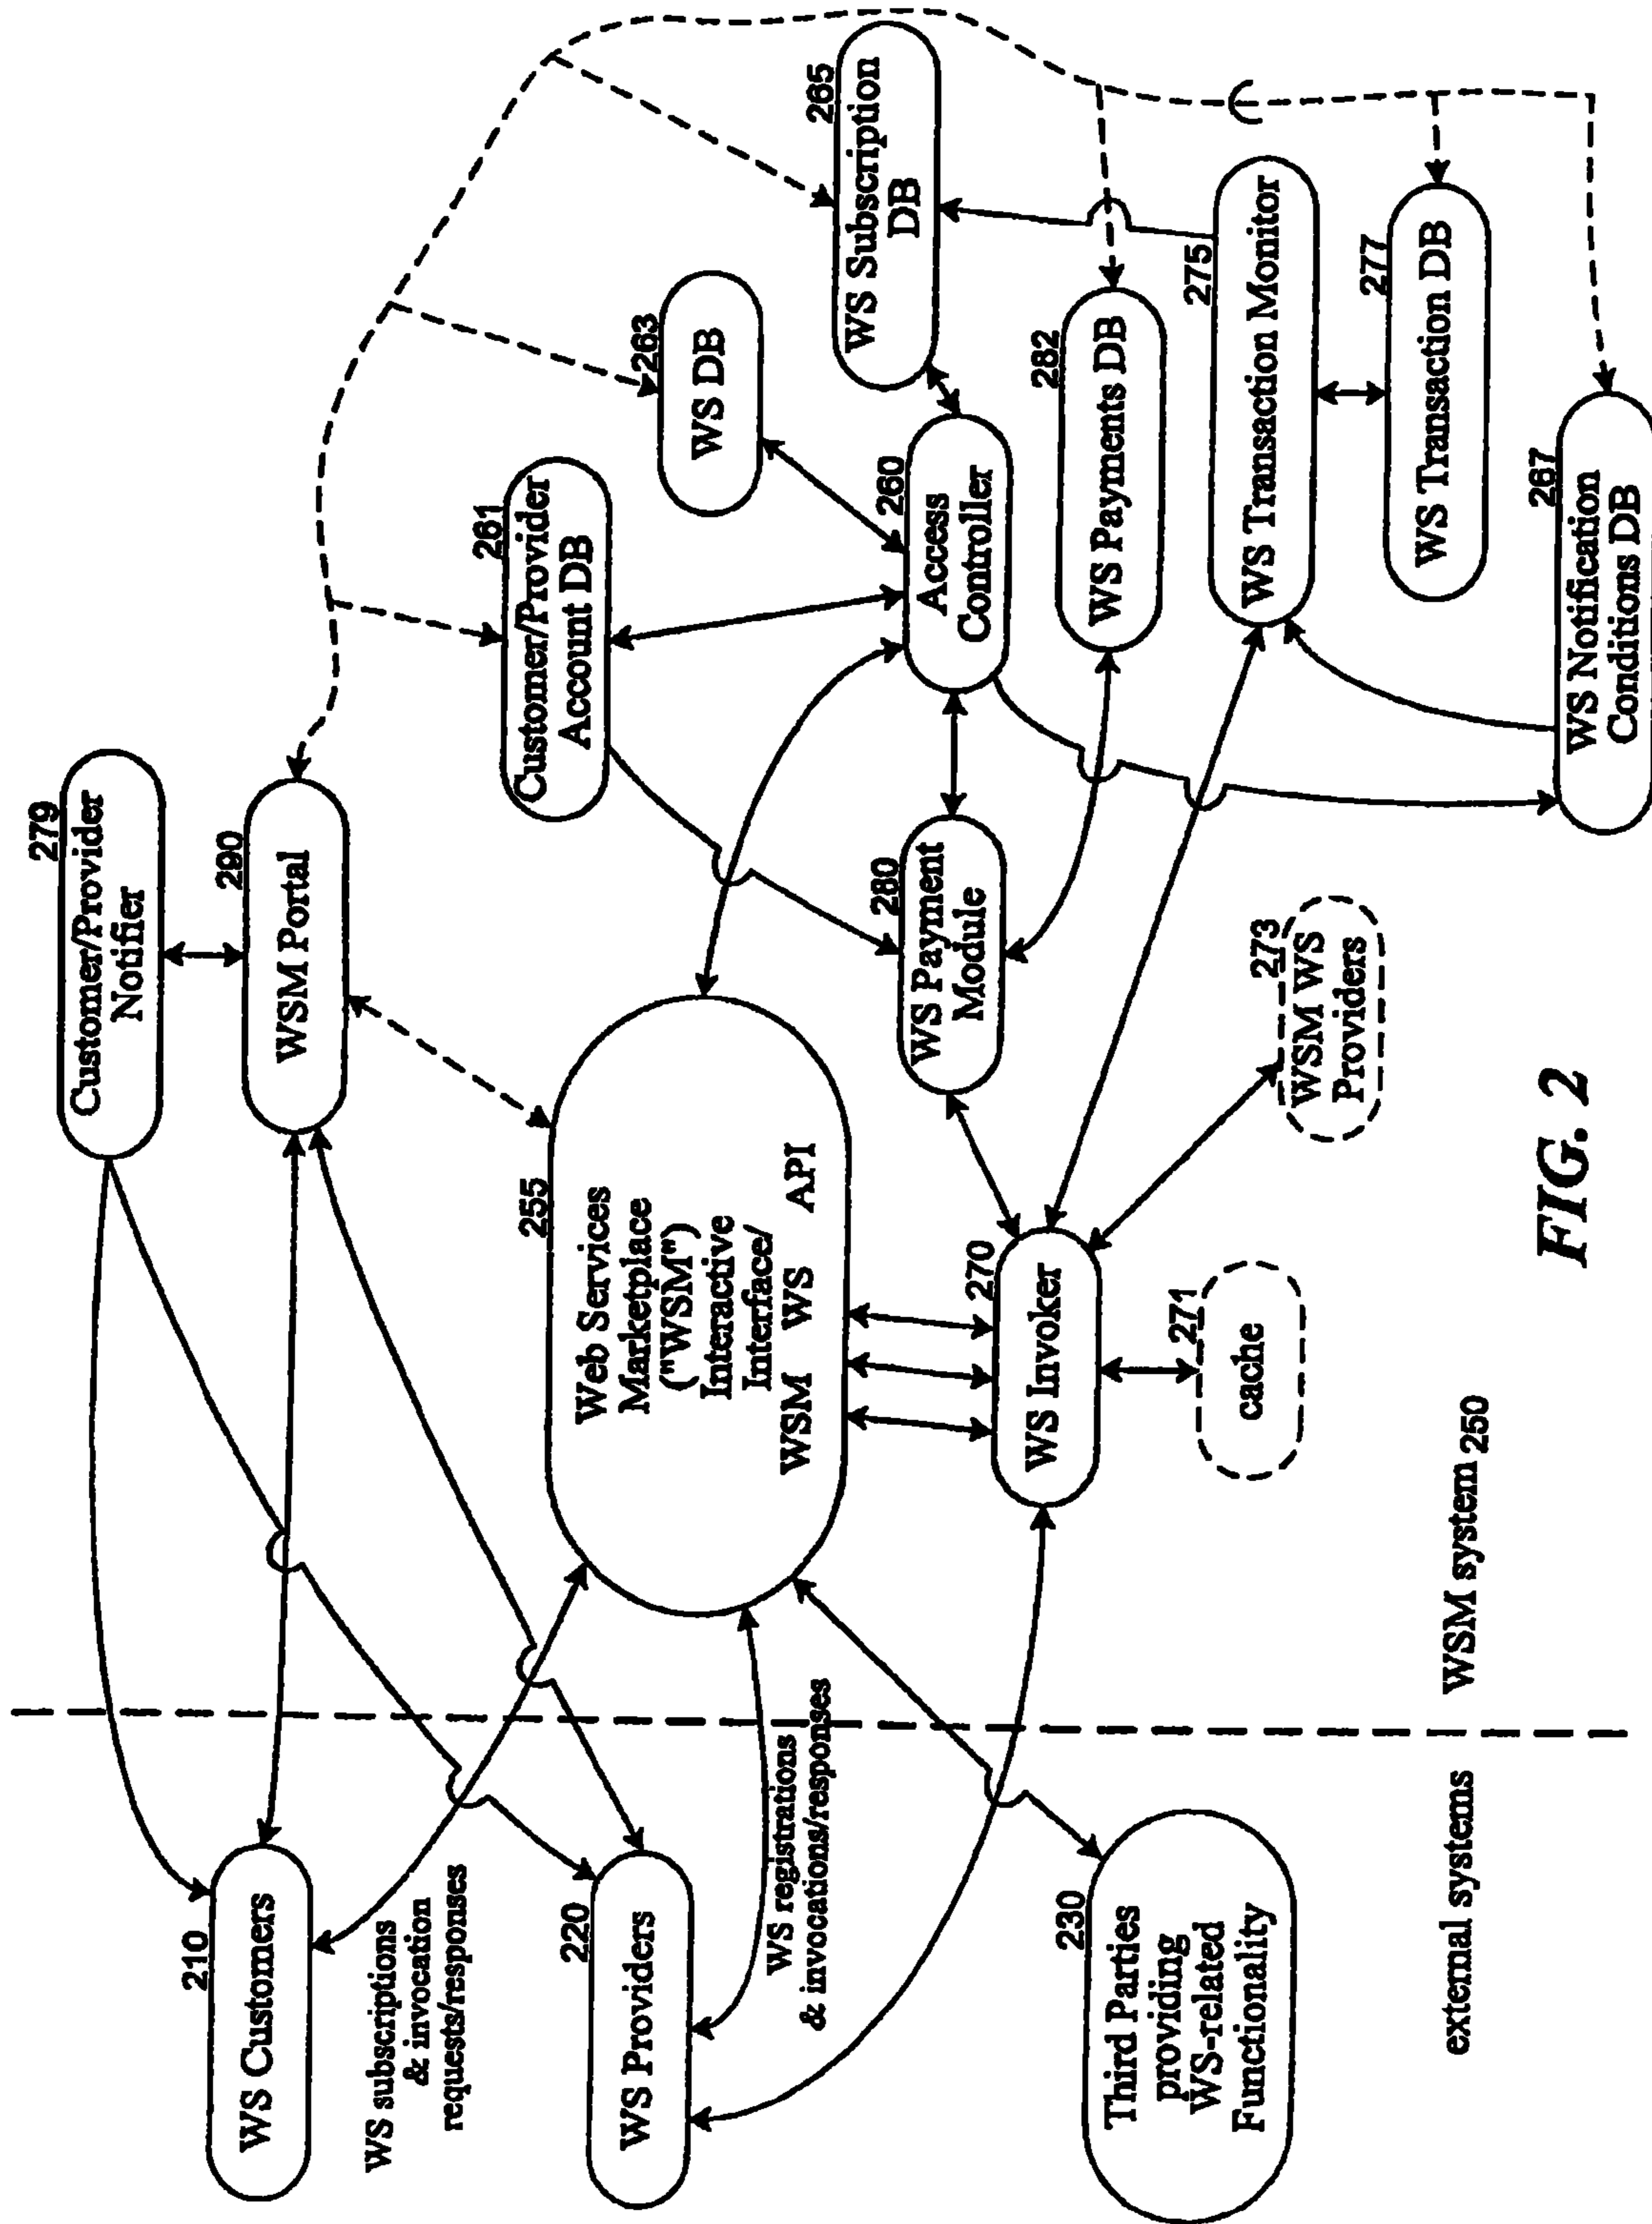 279
Customer/Provider
Notifier
290
WSM Portal
210
WS Customers
WS subscriptions
& invocation
requests/responses
220
WS Providers
WS registrations
& invocations/responses
230
Third Parties
providing
WS-related
Functionality
255
Web Services
Marketplace
("WSM")
Interactive
Interface/
WSM WS API
261
Customer/Provider
Account DB
263
WS DB
265
WS Subscription
DB
260
Access
Controller
280
WS Payment
Module
282
WS Payments DB
270
WS Invoker
271
cache
273
WSM WS
Providers
275
WS Transaction Monitor
277
WS Transaction DB
267
WS Notification
Conditions DB
external systems
WSM system 250
FIG. 2